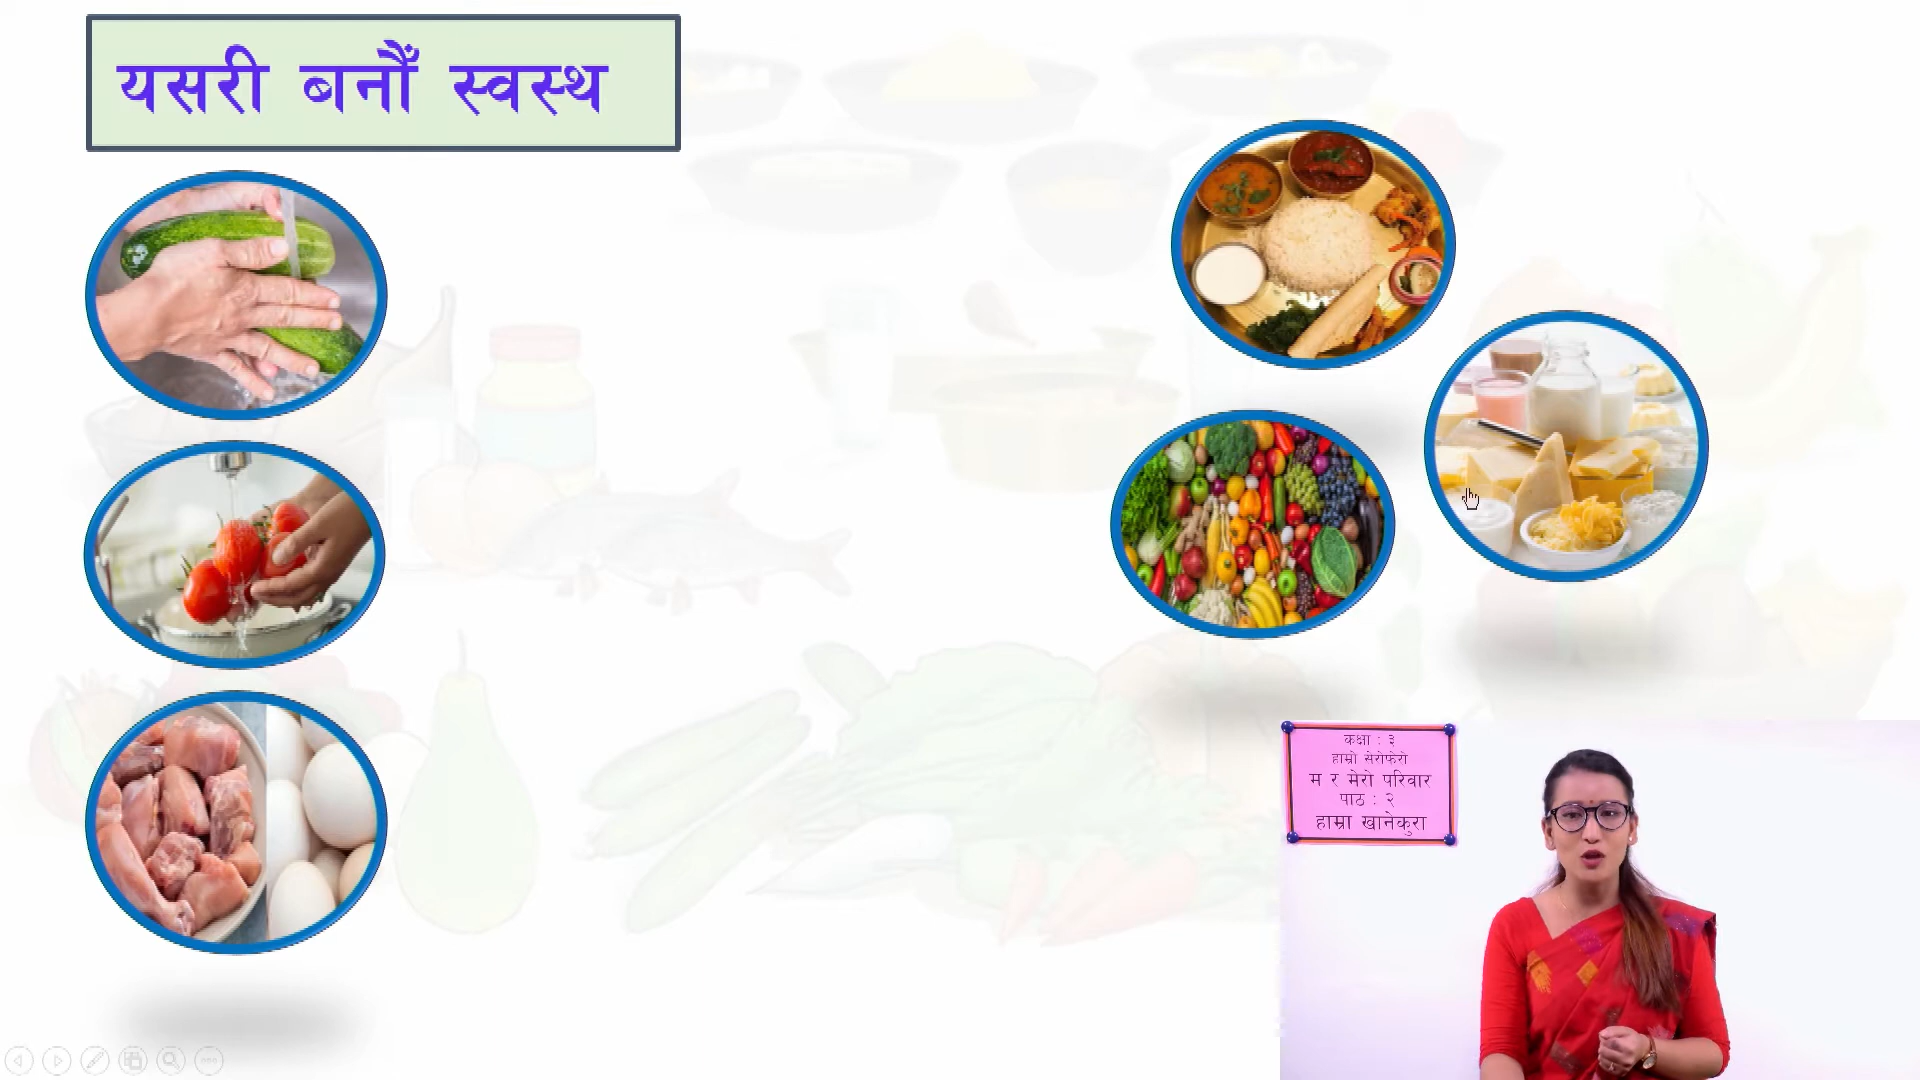 यसरी बनौँ स्वस्थ
कक्षा : ३
हाम्रो सेरोफेरो
म र मेरो परिवार
पाठ : २
हाम्रा खानेकुरा